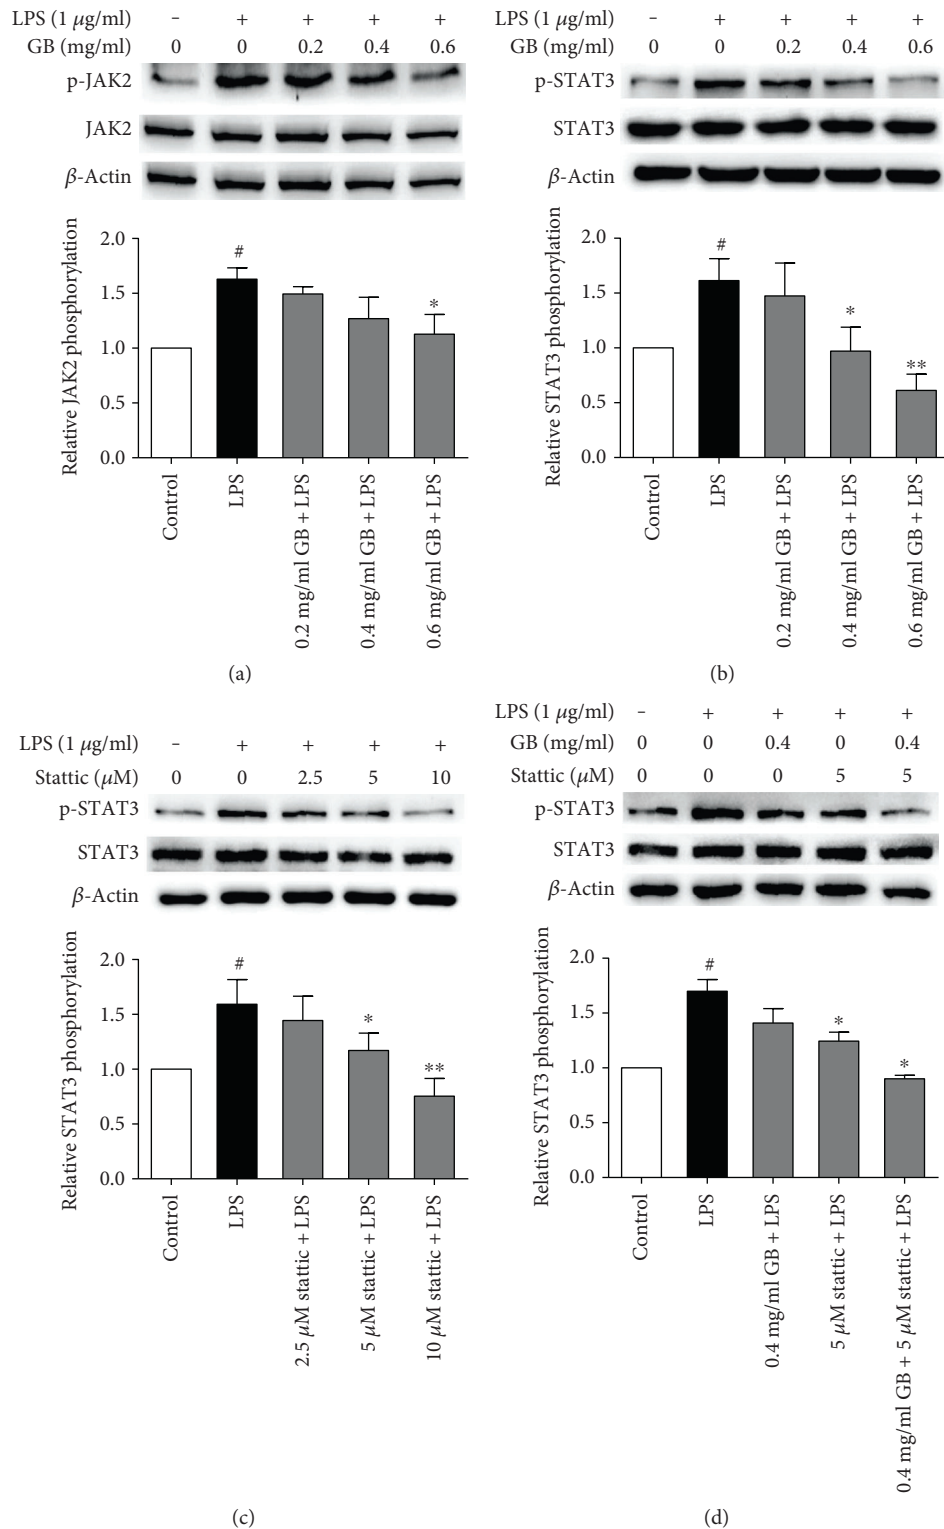 LPS (1 μg/ml) – + + + +
GB (mg/ml) 0 0 0.2 0.4 0.6
p-JAK2
JAK2
β-Actin
Relative JAK2 phosphorylation
2.0
1.5
1.0
0.5
0.0
# *
Control
LPS
0.2 mg/ml GB + LPS
0.4 mg/ml GB + LPS
0.6 mg/ml GB + LPS
(a)
LPS (1 μg/ml) – + + + +
GB (mg/ml) 0 0 0.2 0.4 0.6
p-STAT3
STAT3
β-Actin
Relative STAT3 phosphorylation
2.0
1.5
1.0
0.5
0.0
# * **
Control
LPS
0.2 mg/ml GB + LPS
0.4 mg/ml GB + LPS
0.6 mg/ml GB + LPS
(b)
LPS (1 μg/ml) – + + + +
Stattic (μM) 0 0 2.5 5 10
p-STAT3
STAT3
β-Actin
Relative STAT3 phosphorylation
2.0
1.5
1.0
0.5
0.0
# * **
Control
LPS
2.5 μM stattic + LPS
5 μM stattic + LPS
10 μM stattic + LPS
(c)
LPS (1 μg/ml) – + + + +
GB (mg/ml) 0 0 0.4 0 0.4
Stattic (μM) 0 0 0 5 5
p-STAT3
STAT3
β-Actin
Relative STAT3 phosphorylation
2.0
1.5
1.0
0.5
0.0
# * *
Control
LPS
0.4 mg/ml GB + LPS
5 μM stattic + LPS
0.4 mg/ml GB + 5 μM stattic + LPS
(d)